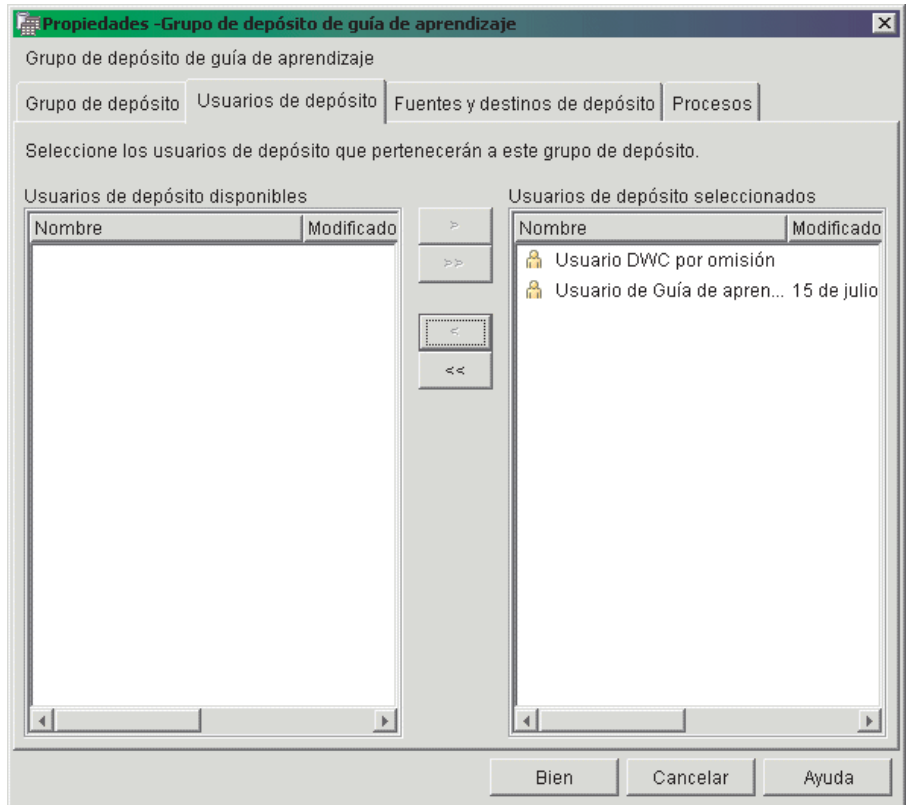 Propiedades -Grupo de depósito de guía de aprendizaje
Grupo de depósito de guía de aprendizaje
Grupo de depósito
Usuarios de depósito
Fuentes y destinos de depósito
Procesos
Seleccione los usuarios de depósito que pertenecerán a este grupo de depósito.
Usuarios de depósito disponibles
Nombre
Modificado
>
>>
<
<<
Usuarios de depósito seleccionados
Nombre
Modificado
Usuario DWC por omisión
Usuario de Guía de apren... 15 de julio
Bien
Cancelar
Ayuda